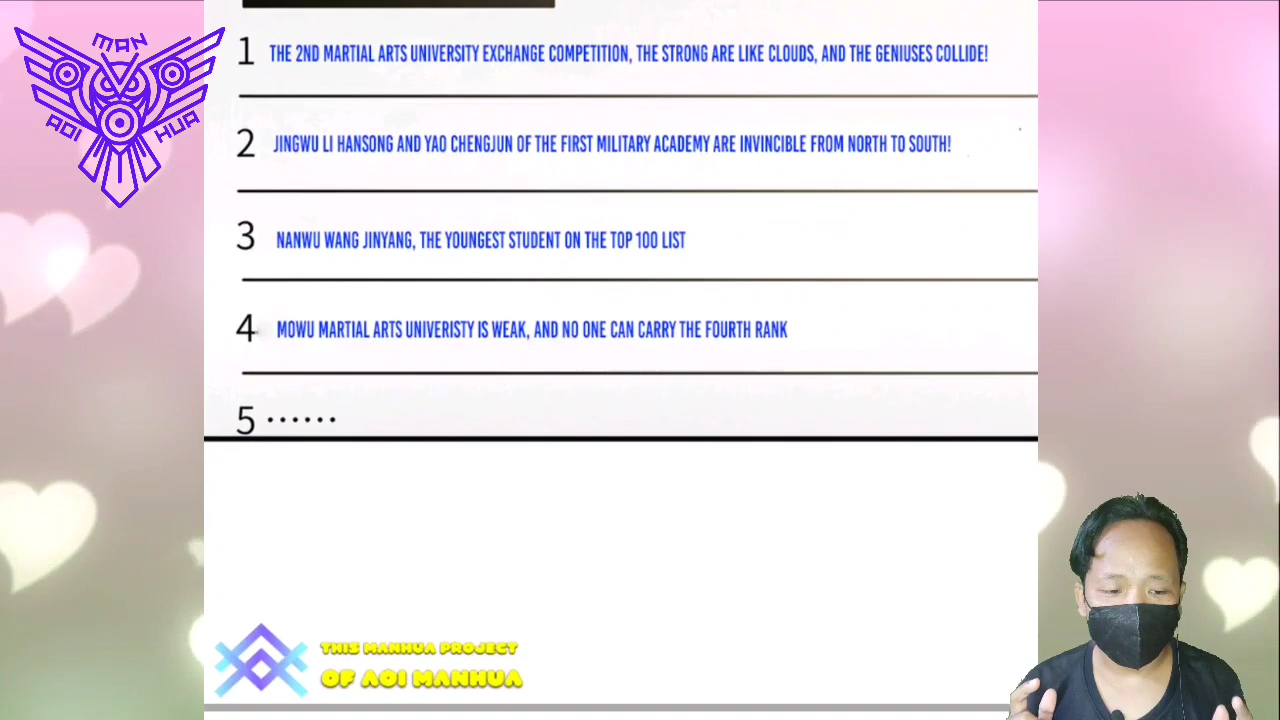 MAN
AOI HUA
1 THE 2ND MARTIAL ARTS UNIVERSITY EXCHANGE COMPETITION, THE STRONG ARE LIKE CLOUDS, AND THE GENIUSES COLLIDE!
2 JINGWU LI HANSONG AND YAO CHENGJUN OF THE FIRST MILITARY ACADEMY ARE INVINCIBLE FROM NORTH TO SOUTH!
3 NANWU WANG JINYANG, THE YOUNGEST STUDENT ON THE TOP 100 LIST
4 MOWU MARTIAL ARTS UNIVERISTY IS WEAK, AND NO ONE CAN CARRY THE FOURTH RANK
5 ······
THIS MANHUA PROJECT
OF AOI MANHUA